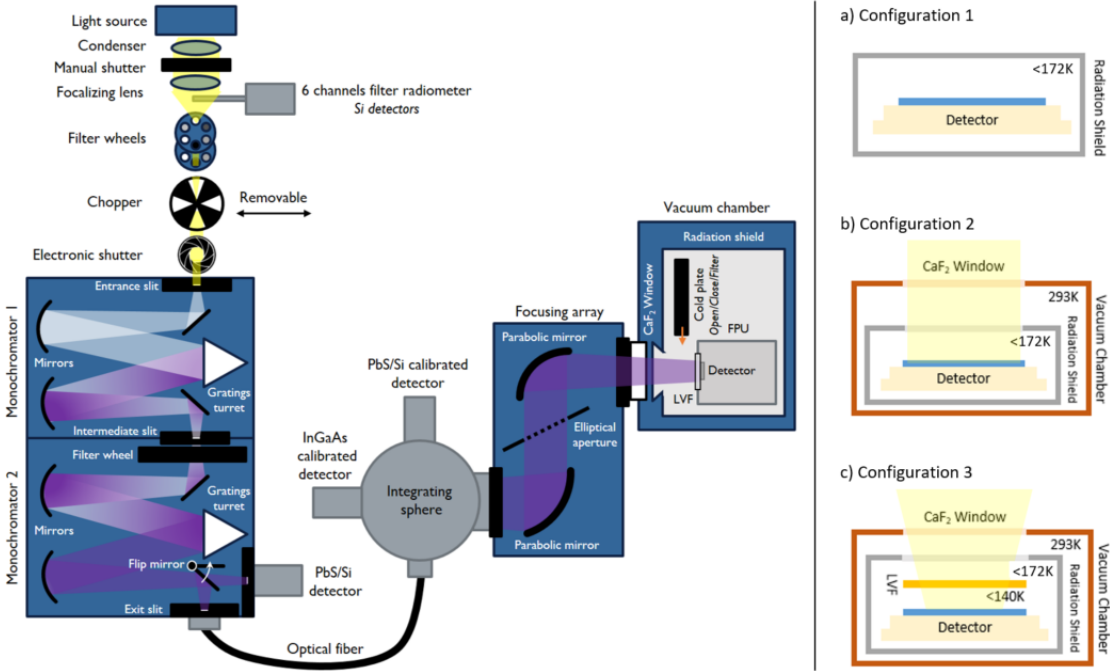 Light source
Condenser
Manual shutter
Focalizing lens
6 channels filter radiometer
Si detectors
Filter wheels
Chopper
Removable
Electronic shutter
Entrance slit
Monochromator 1
Mirrors
Gratings
turret
Intermediate slit
Filter wheel
Monochromator 2
Gratings
turret
Mirrors
Flip mirror
PbS/Si
detector
Exit slit
Optical fiber
PbS/Si calibrated
detector
InGaAs
calibrated
detector
Integrating
sphere
Focusing array
Parabolic mirror
Elliptical
aperture
Parabolic mirror
Vacuum chamber
Radiation shield
CaF2 Window
Cold plate
Open/Close/Filter
FPU
Detector
LVF
a) Configuration 1
<172K
Detector
Radiation Shield
b) Configuration 2
CaF2 Window
293K
<172K
Detector
Radiation Shield
Vacuum Chamber
c) Configuration 3
CaF2 Window
293K
<172K
LVF
<140K
Detector
Radiation Shield
Vacuum Chamber